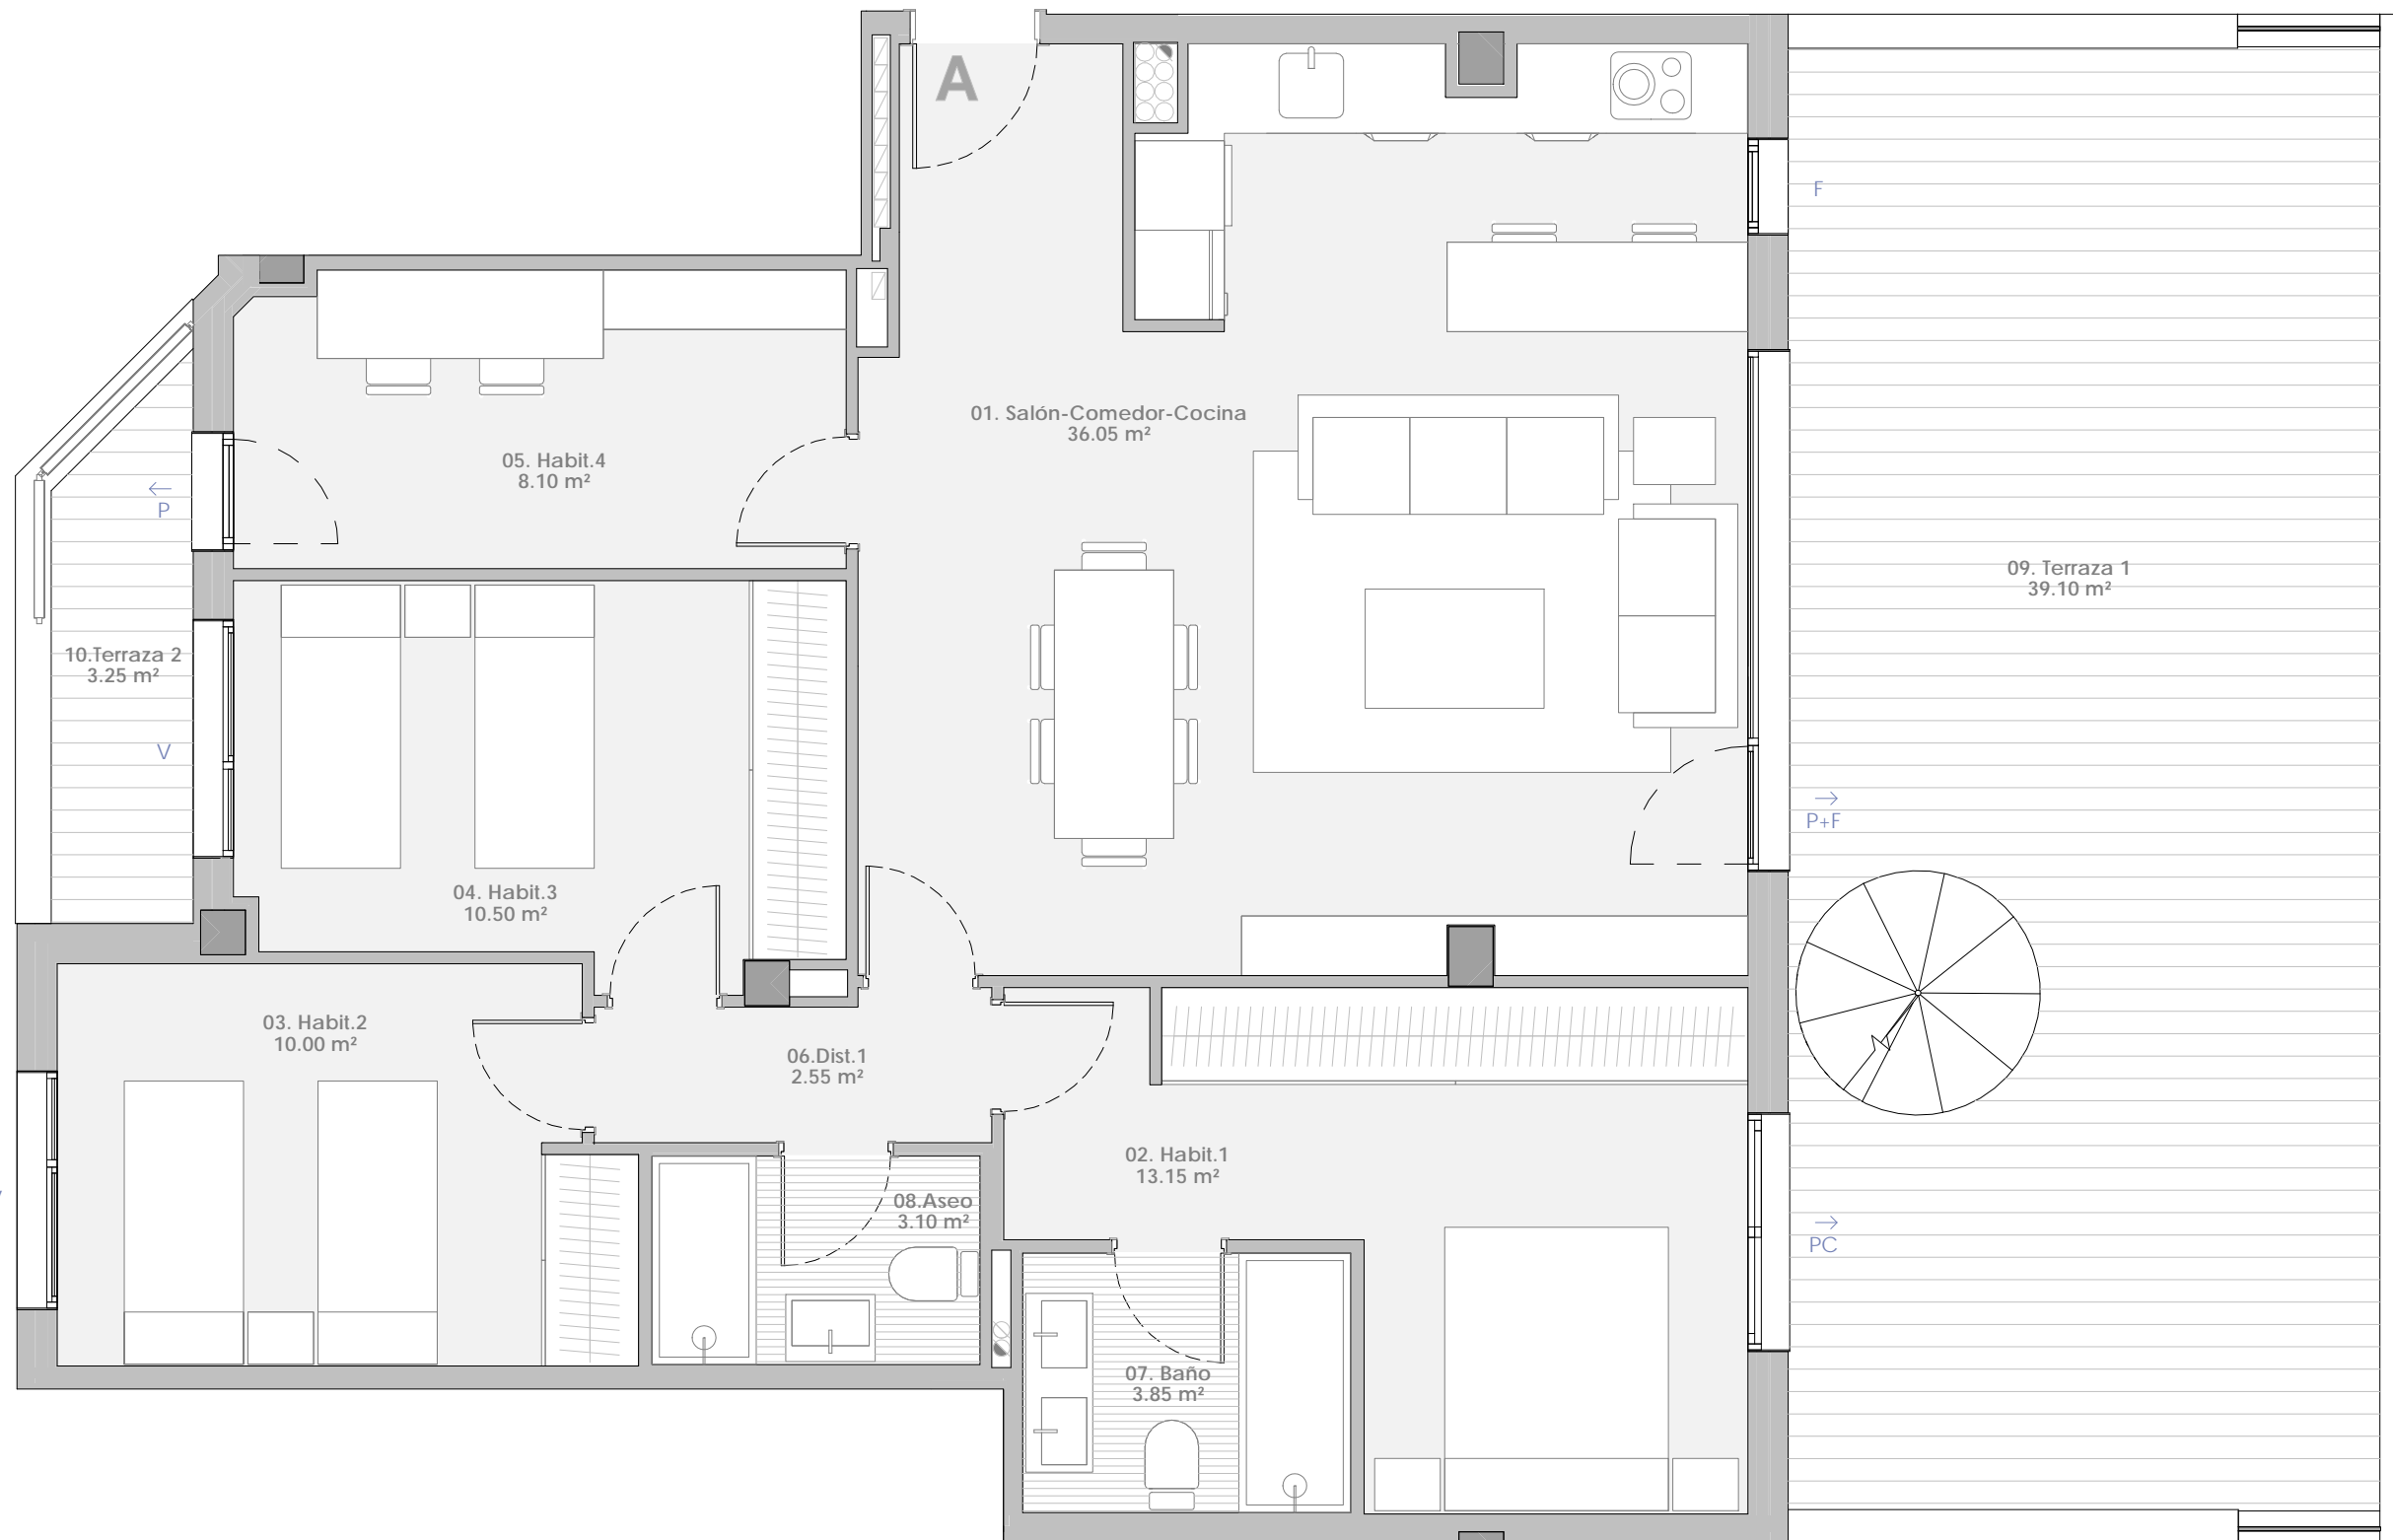 A
F
01. Salón-Comedor-Cocina
36.05 m²
05. Habit.4
8.10 m²
P
09. Terraza 1
39.10 m²
10.Terraza 2
3.25 m²
V
P+F
04. Habit.3
10.50 m²
03. Habit.2
10.00 m²
06.Dist.1
2.55 m²
02. Habit.1
13.15 m²
08.Aseo
3.10 m²
PC
07. Baño
3.85 m²